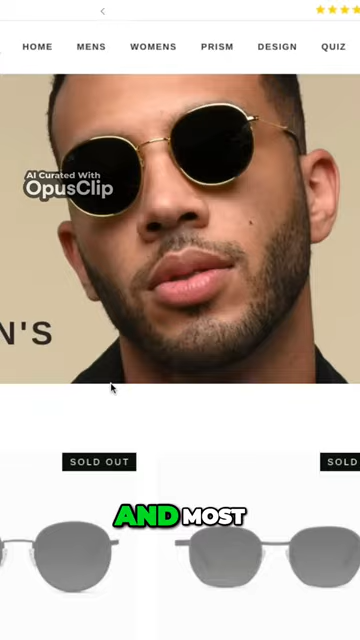 HOME MENS WOMENS PRISM DESIGN QUIZ
AI Curated With
OpusClip
N'S
SOLD OUT SOLD
AND MOST